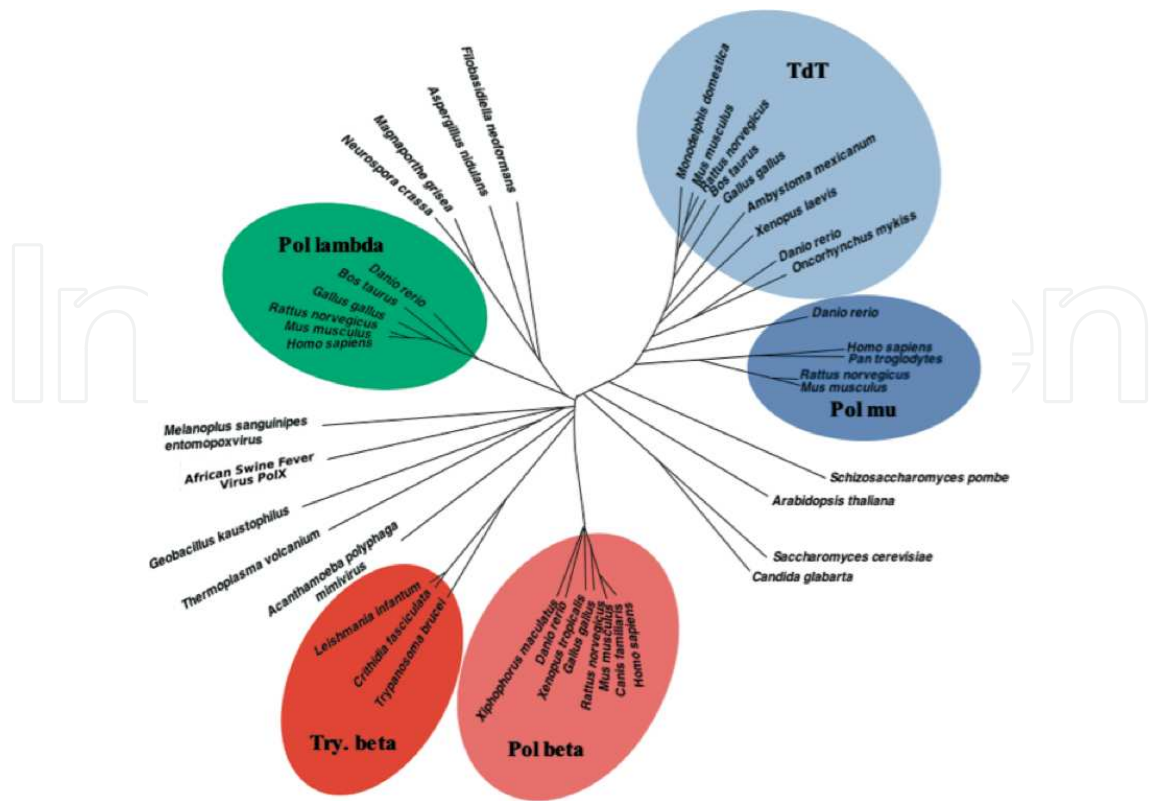 Filobasidiella neoformans
Aspergillus nidulans
Magnaporthe grisea
Neurospora crassa
TdT
Monodelphis domestica
Mus musculus
Rattus norvegicus
Bos taurus
Gallus gallus
Ambystoma mexicanum
Xenopus laevis
Danio rerio
Oncorhynchus mykiss
Pol lambda
Danio rerio
Bos taurus
Gallus gallus
Rattus norvegicus
Mus musculus
Homo sapiens
Danio rerio
Homo sapiens
Pan troglodytes
Rattus norvegicus
Mus musculus
Pol mu
Melanoplus sanguinipes
entomopoxvirus
African Swine Fever
Virus PolX
Geobacillus kaustophilus
Thermoplasma volcanium
Acanthamoeba polyphaga
mimivirus
Schizosaccharomyces pombe
Arabidopsis thaliana
Saccharomyces cerevisiae
Candida glabarta
Leishmania infantum
Crithidia fasciculata
Trypanosoma brucei
Try. beta
Xiphophorus maculatus
Danio rerio
Xenopus tropicalis
Gallus gallus
Rattus norvegicus
Mus musculus
Canis familiaris
Homo sapiens
Pol beta